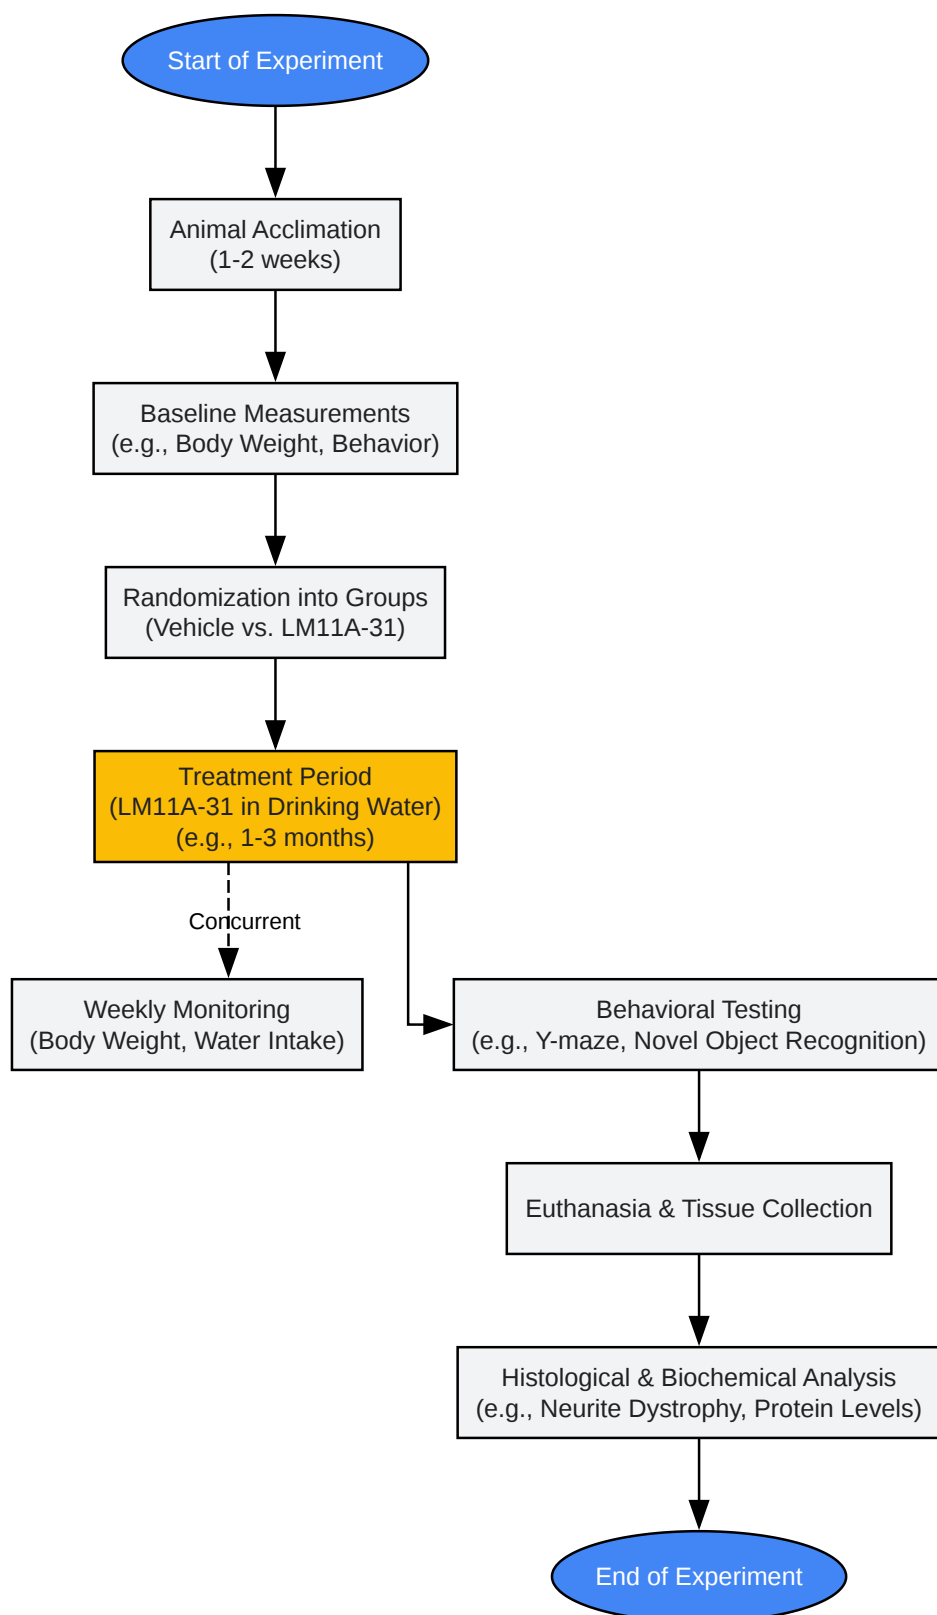 Start of Experiment
Animal Acclimation
(1-2 weeks)
Baseline Measurements
(e.g., Body Weight, Behavior)
Randomization into Groups
(Vehicle vs. LM11A-31)
Treatment Period
(LM11A-31 in Drinking Water)
(e.g., 1-3 months)
Concurrent
Weekly Monitoring
(Body Weight, Water Intake)
Behavioral Testing
(e.g., Y-maze, Novel Object Recognition)
Euthanasia & Tissue Collection
Histological & Biochemical Analysis
(e.g., Neurite Dystrophy, Protein Levels)
End of Experiment